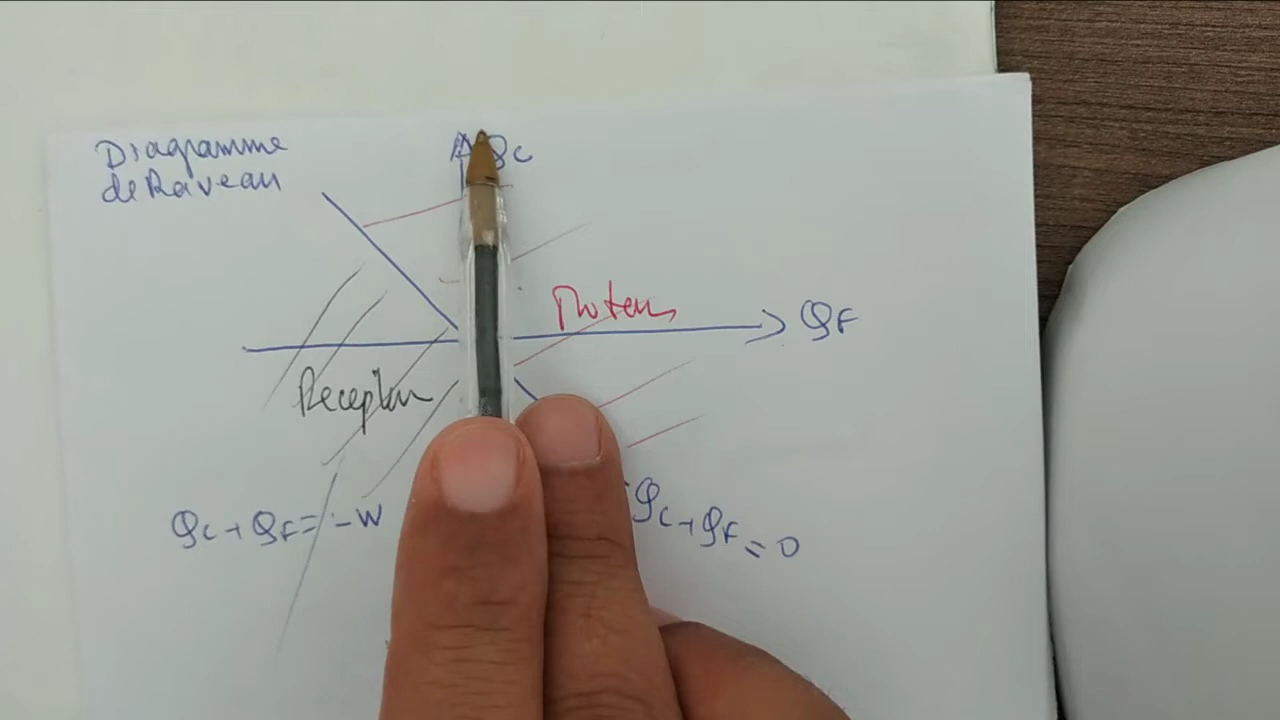 Diagramme
de Raveau
Qc
Moteur
QF
Recepteur
Qc + QF = -W
Qc + QF = 0